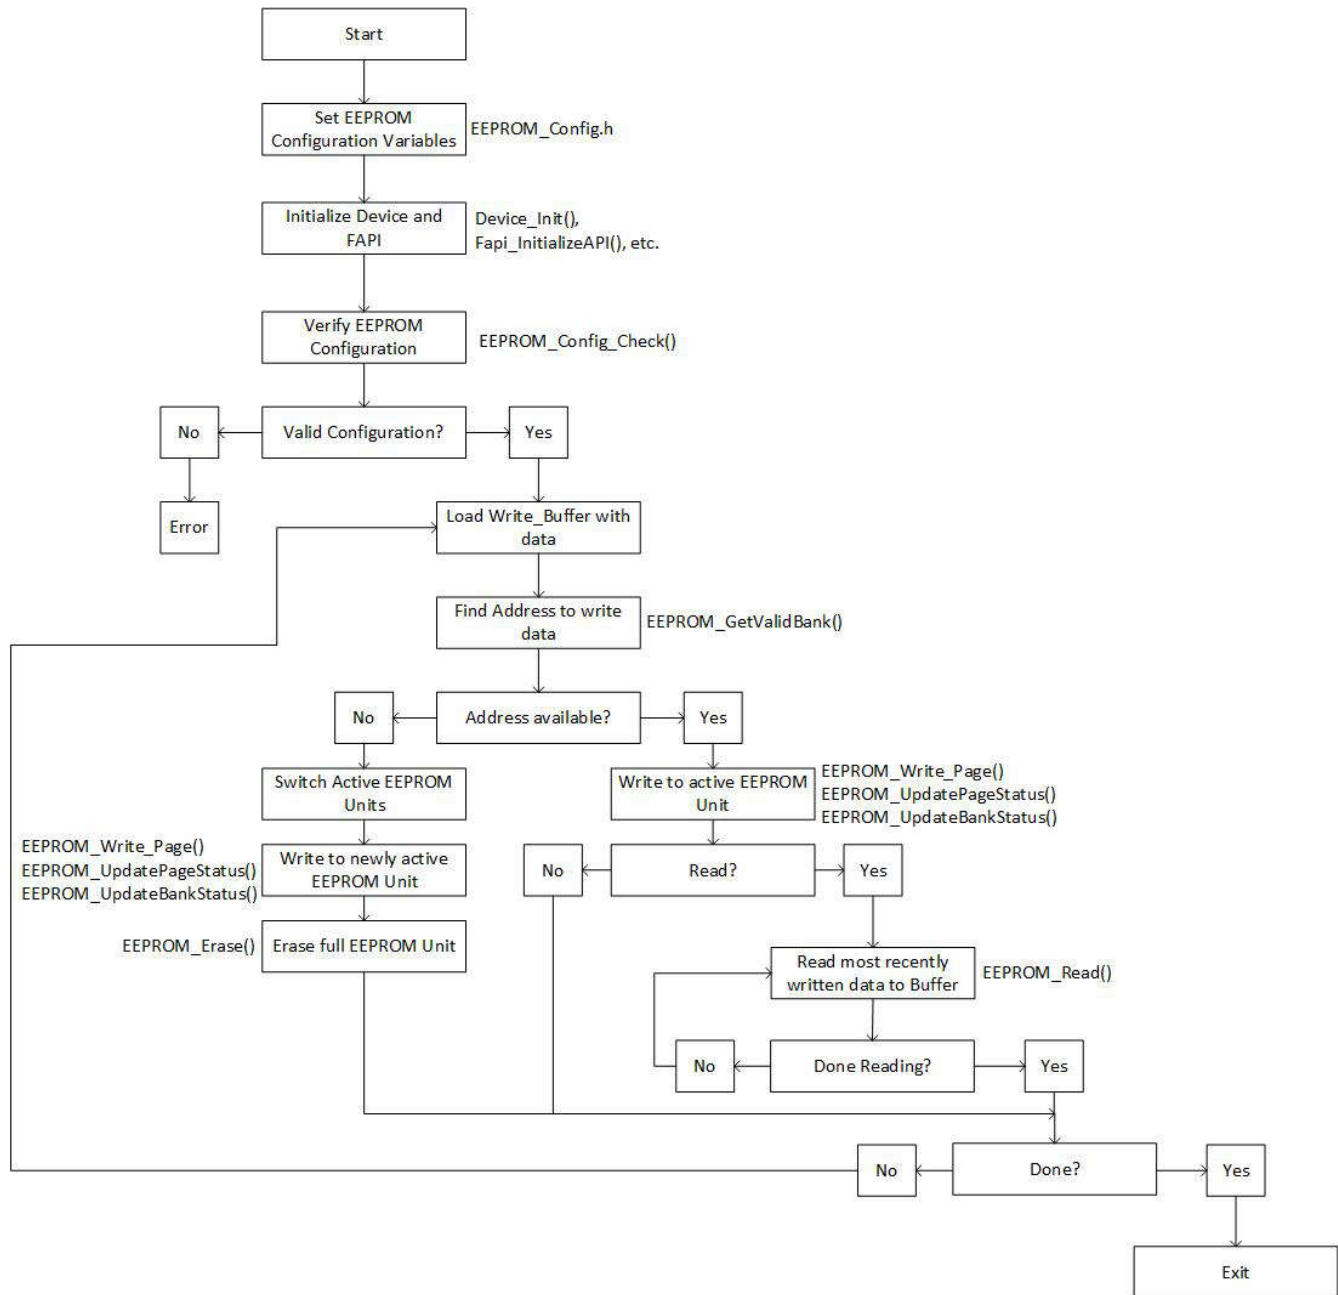 Start
Set EEPROM
Configuration Variables
EEPROM_Config.h
Initialize Device and
FAPI
Device_Init(),
Fapi_InitializeAPI(), etc.
Verify EEPROM
Configuration
EEPROM_Config_Check()
No
Valid Configuration?
Yes
Error
Load Write_Buffer with
data
Find Address to write
data
EEPROM_GetValidBank()
No
Address available?
Yes
Switch Active EEPROM
Units
Write to active EEPROM
Unit
EEPROM_Write_Page()
EEPROM_UpdatePageStatus()
EEPROM_UpdateBankStatus()
EEPROM_Write_Page()
EEPROM_UpdatePageStatus()
EEPROM_UpdateBankStatus()
Write to newly active
EEPROM Unit
No
Read?
Yes
EEPROM_Erase()
Erase full EEPROM Unit
Read most recently
written data to Buffer
EEPROM_Read()
No
Done Reading?
Yes
No
Done?
Yes
Exit